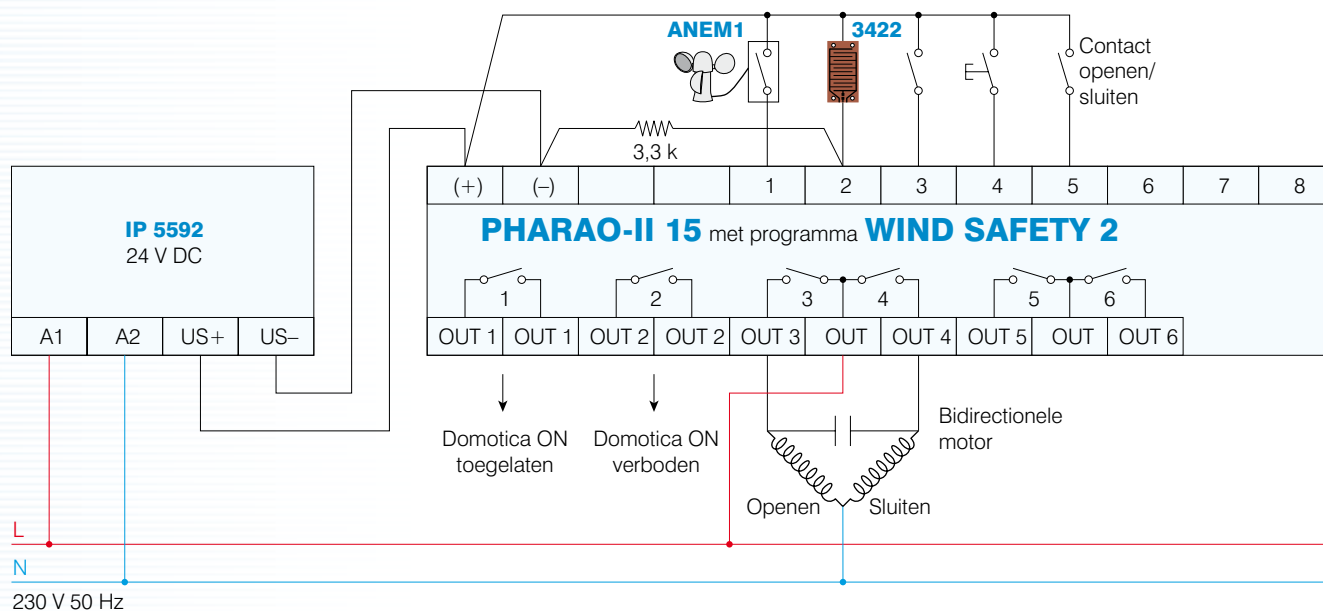 ANEM1
3422
Contact
openen/
sluiten
3,3 k
(+) (–) 1 2 3 4 5 6 7 8
IP 5592
24 V DC
PHARAO-II 15 met programma WIND SAFETY 2
1 2 3 4 5 6
A1 A2 US+ US–
OUT 1 OUT 1 OUT 2 OUT 2 OUT 3 OUT OUT 4 OUT 5 OUT OUT 6
Domotica ON
toegelaten
Domotica ON
verboden
Bidirectionele
motor
Openen
Sluiten
L
N
230 V 50 Hz